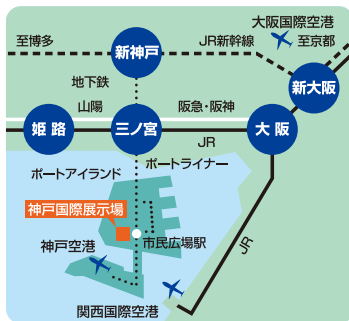 大阪国際空港
至博多
新神戸
JR新幹線
至京都
地下鉄
新大阪
山陽
阪急・阪神
姫路
三ノ宮
大阪
JR
ポートライナー
ポートアイランド
神戸国際展示場
神戸空港
市民広場駅
JR
関西国際空港